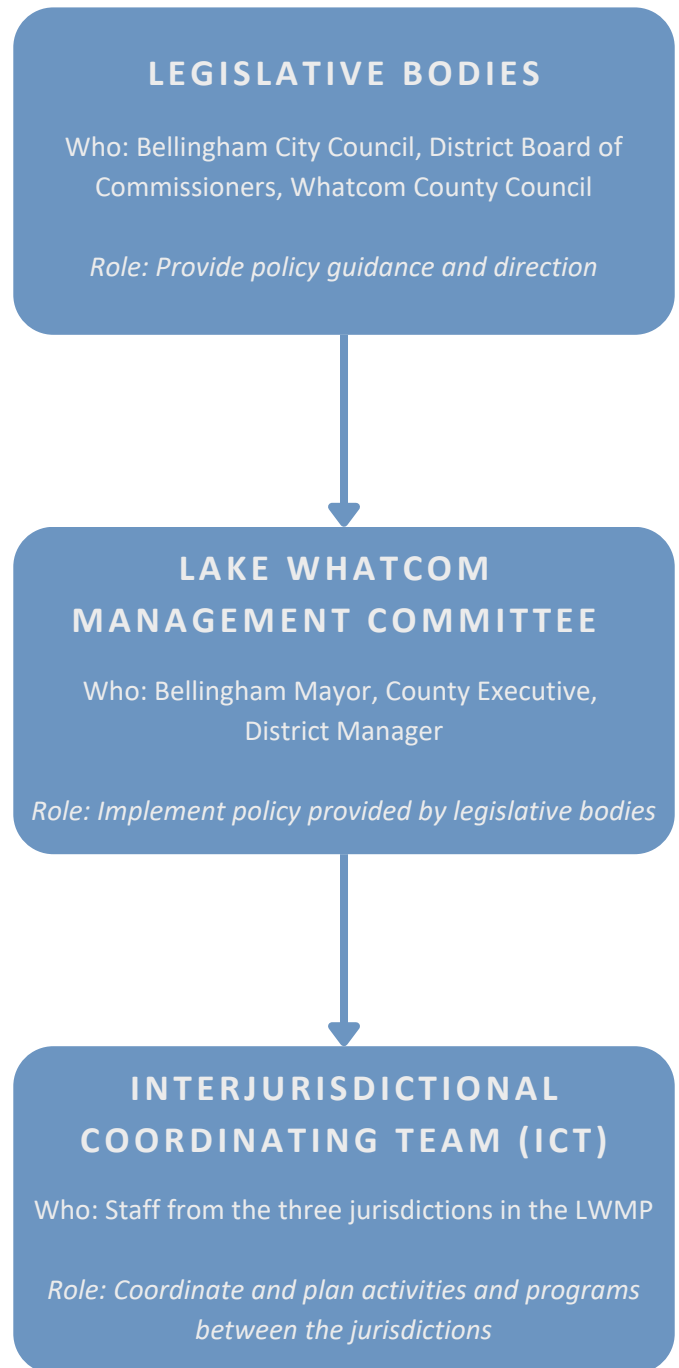 LEGISLATIVE BODIES
Who: Bellingham City Council, District Board of
Commissioners, Whatcom County Council
Role: Provide policy guidance and direction
LAKE WHATCOM
MANAGEMENT COMMITTEE
Who: Bellingham Mayor, County Executive,
District Manager
Role: Implement policy provided by legislative bodies
INTERJURISDICTIONAL
COORDINATING TEAM (ICT)
Who: Staff from the three jurisdictions in the LWMP
Role: Coordinate and plan activities and programs
between the jurisdictions